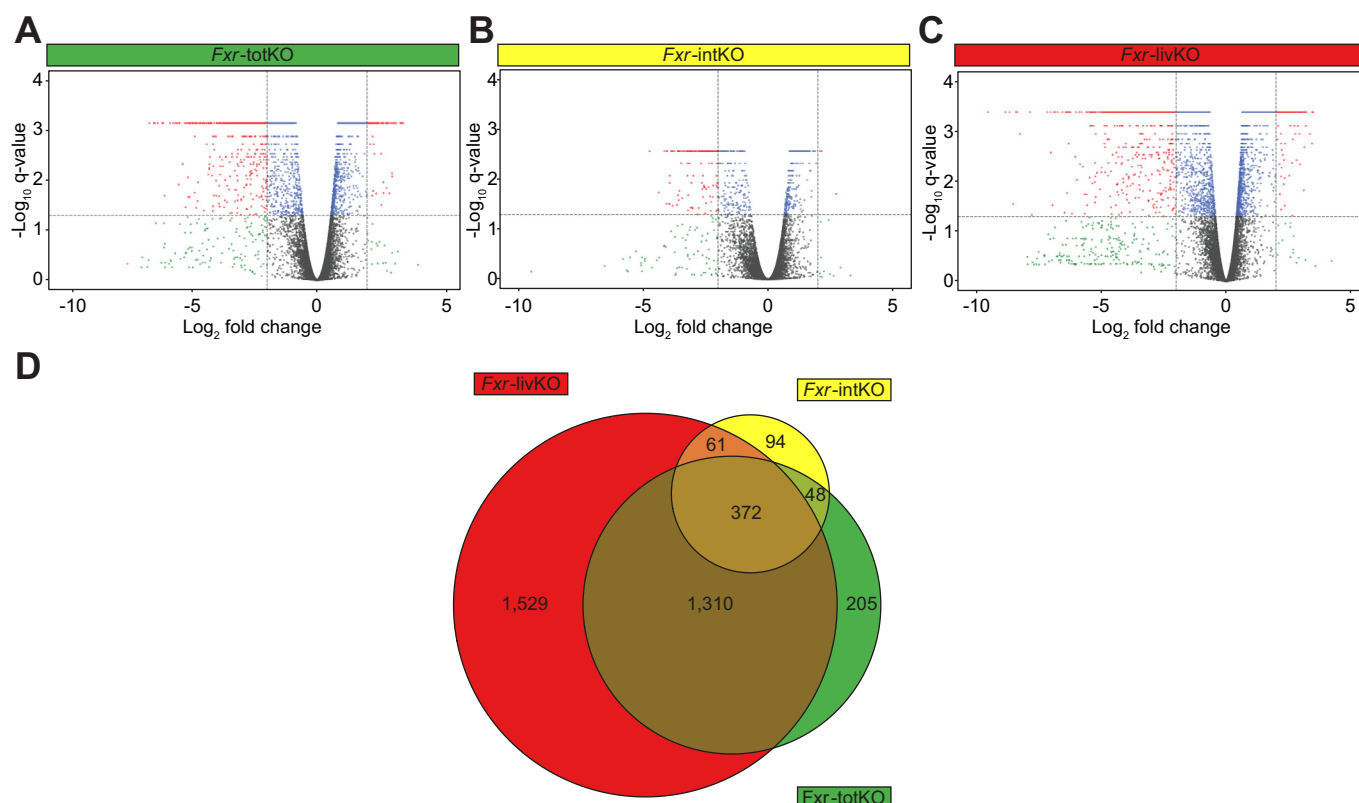 A
Fxr-totKO
4
3
2
1
0
-Log10 q-value
-10
-5
0
5
Log2 fold change
B
Fxr-intKO
4
3
2
1
0
-Log10 q-value
-10
-5
0
5
Log2 fold change
C
Fxr-livKO
4
3
2
1
0
-Log10 q-value
-10
-5
0
5
Log2 fold change
D
Fxr-livKO
Fxr-intKO
61
94
48
372
1,529
1,310
205
Fxr-totKO